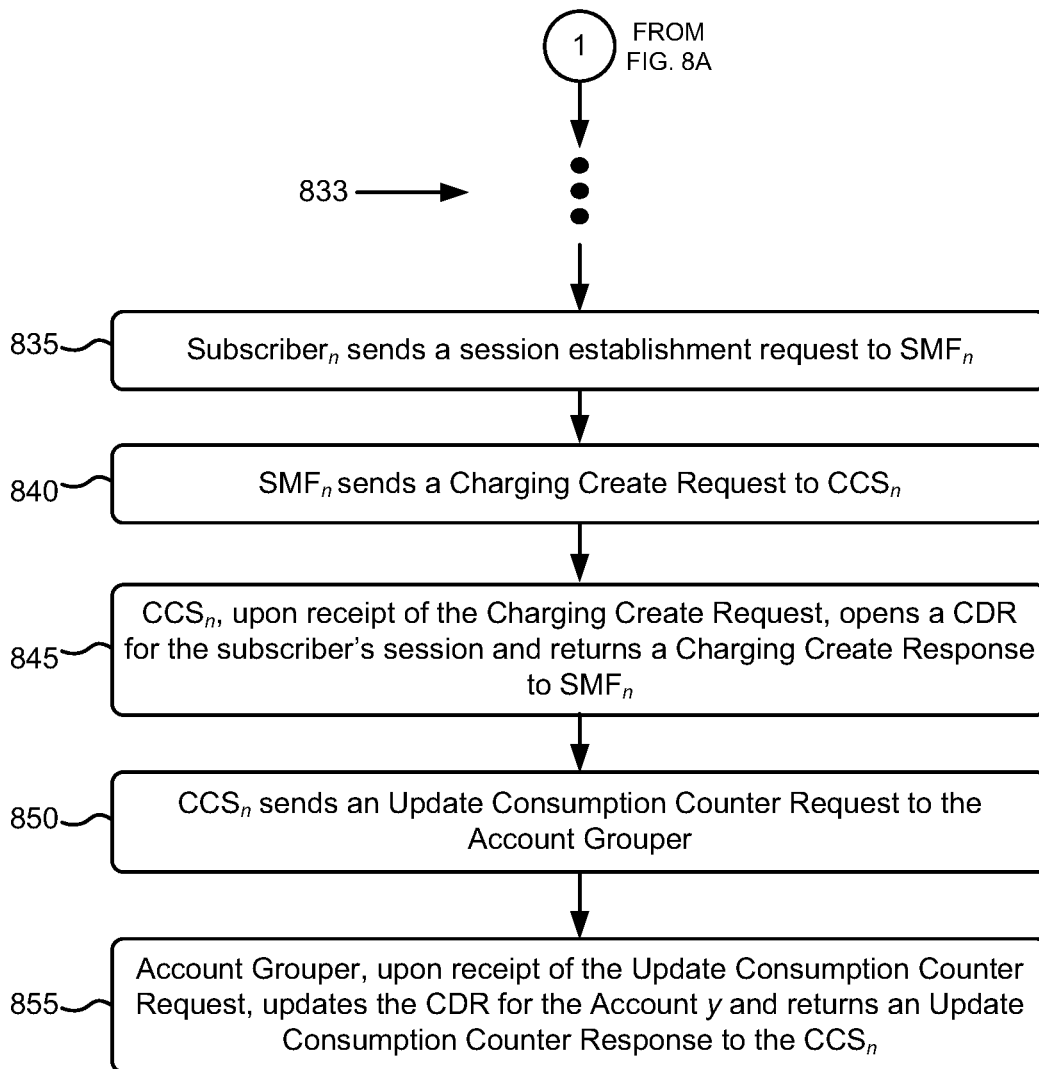 1
FROM
FIG. 8A
833
835
Subscriberₙ sends a session establishment request to SMFₙ
840
SMFₙ sends a Charging Create Request to CCSₙ
845
CCSₙ, upon receipt of the Charging Create Request, opens a CDR
for the subscriber's session and returns a Charging Create Response
to SMFₙ
850
CCSₙ sends an Update Consumption Counter Request to the
Account Grouper
855
Account Grouper, upon receipt of the Update Consumption Counter
Request, updates the CDR for the Account y and returns an Update
Consumption Counter Response to the CCSₙ